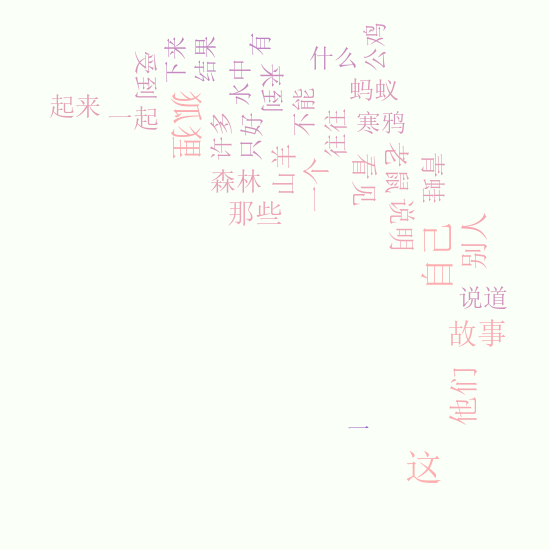 有
公鸡
什么
下来
结果
水中
回来
受到
蚂蚁
起来
一起
狐狸
许多
只好
不能
往往
寒鸦
森林
山羊
一个
看见
老鼠
青蛙
那些
说明
自己
别人
说道
故事
他们
一
这